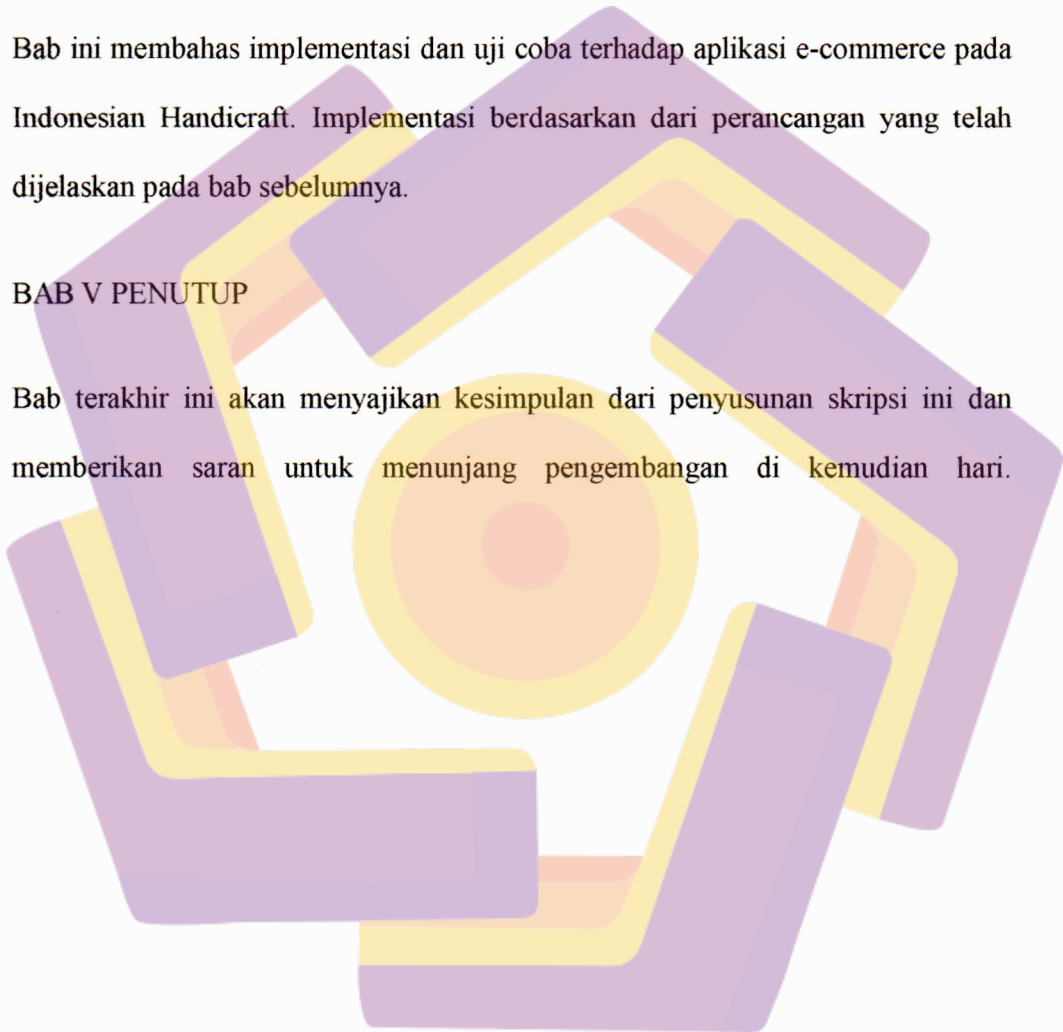 Bab ini membahas implementasi dan uji coba terhadap aplikasi e-commerce pada
Indonesian Handicraft. Implementasi berdasarkan dari perancangan yang telah
dijelaskan pada bab sebelumnya.
BAB V PENUTUP
Bab terakhir ini akan menyajikan kesimpulan dari penyusunan skripsi ini dan
memberikan saran untuk menunjang pengembangan di kemudian hari.